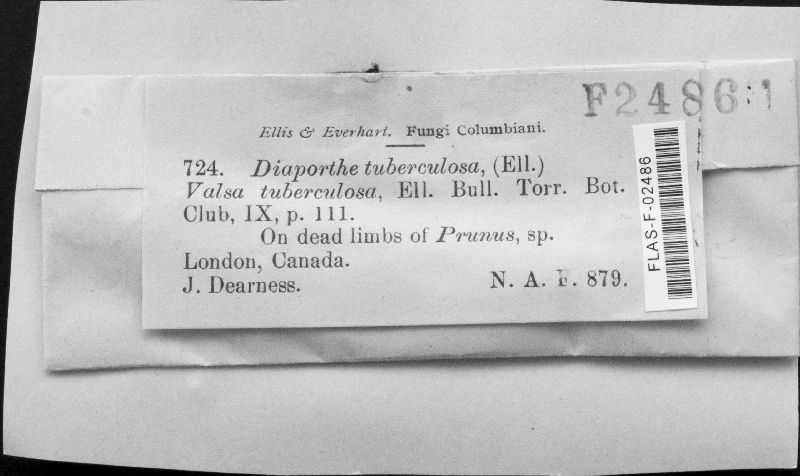 F2486:1
Ellis & Everhart. Fungi Columbiani.
724. Diaporthe tuberculosa, (Ell.)
Valsa tuberculosa, Ell. Bull. Torr. Bot.
Club, IX, p. 111.
On dead limbs of Prunus, sp.
London, Canada.
J. Dearness.
N. A. F. 879.
FLAS-F-02486